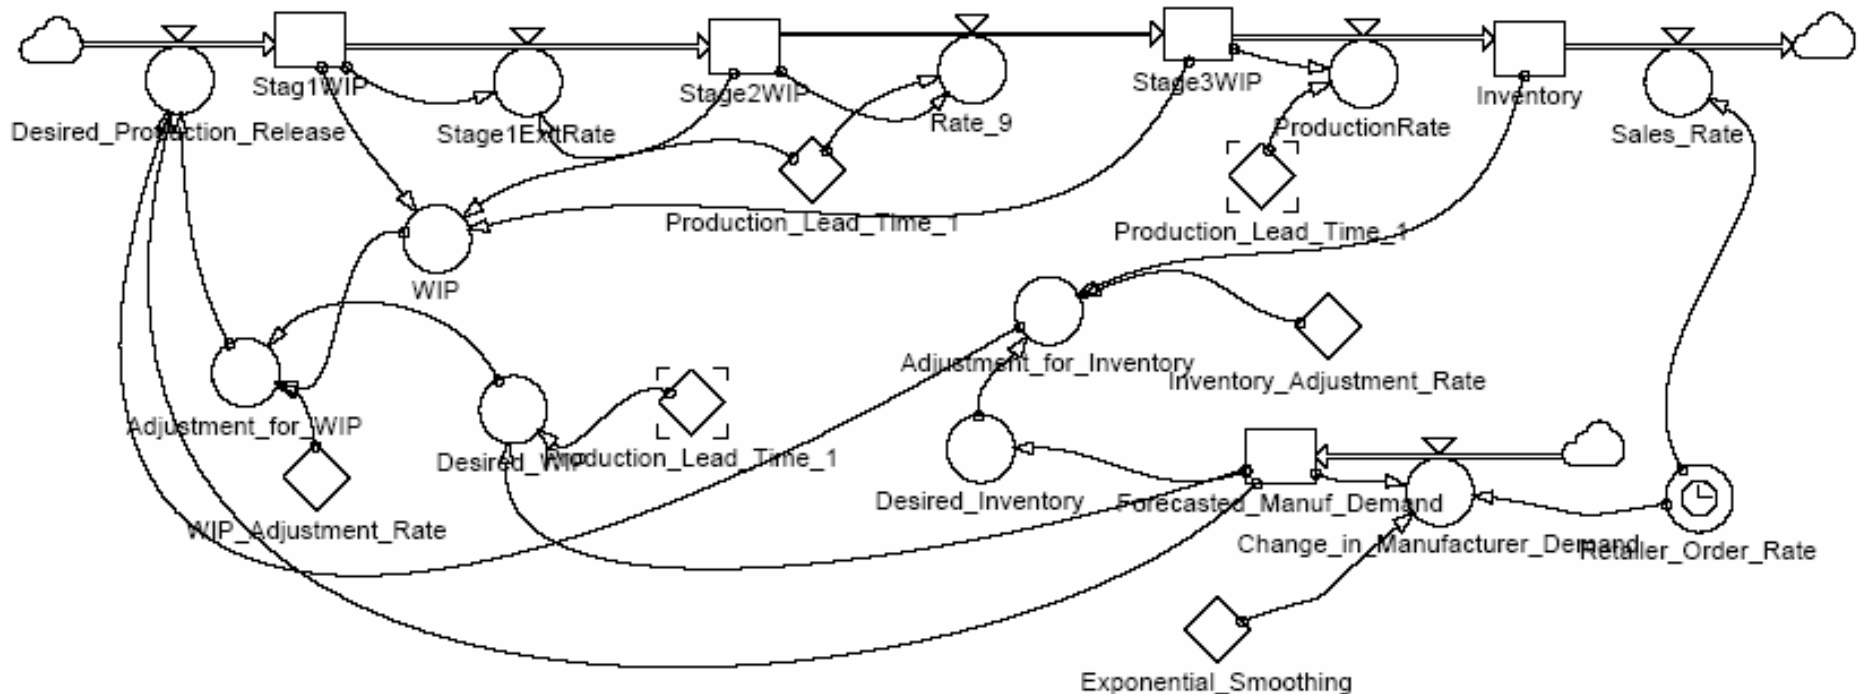 Stag1WIP
Stage2WIP
Stage3WIP
Inventory
Desired_Production_Release
Stage1ExitRate
Rate_9
ProductionRate
Sales_Rate
Production_Lead_Time_1
Production_Lead_Time_1
WIP
Adjustment_for_Inventory
Inventory_Adjustment_Rate
Adjustment_for_WIP
Desired_WIP
Production_Lead_Time_1
Desired_Inventory
Forecasted_Manuf_Demand
WIP_Adjustment_Rate
Change_in_Manufacturer_Demand
Retailer_Order_Rate
Exponential_Smoothing